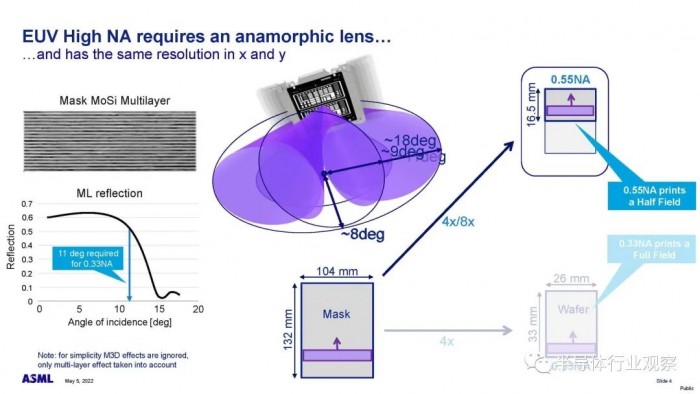 EUV High NA requires an anamorphic lens…
…and has the same resolution in x and y
Mask MoSi Multilayer
ML reflection
0.7
0.6
0.5
0.4
0.3
0.2
0.1
0
Reflection
11 deg required
for 0.33NA
0
5
10
15
20
Angle of incidence [deg]
Note: for simplicity M3D effects are ignored,
only multi-layer effect taken into account
~18deg
~9deg
~8deg
4x/8x
0.55NA
16.5 mm
0.55NA prints
a Half Field
104 mm
132 mm
Mask
4x
0.33NA prints a
Full Field
26 mm
33 mm
Wafer
半导体行业观察
ASML
May 5, 2022
Slide 4
Public